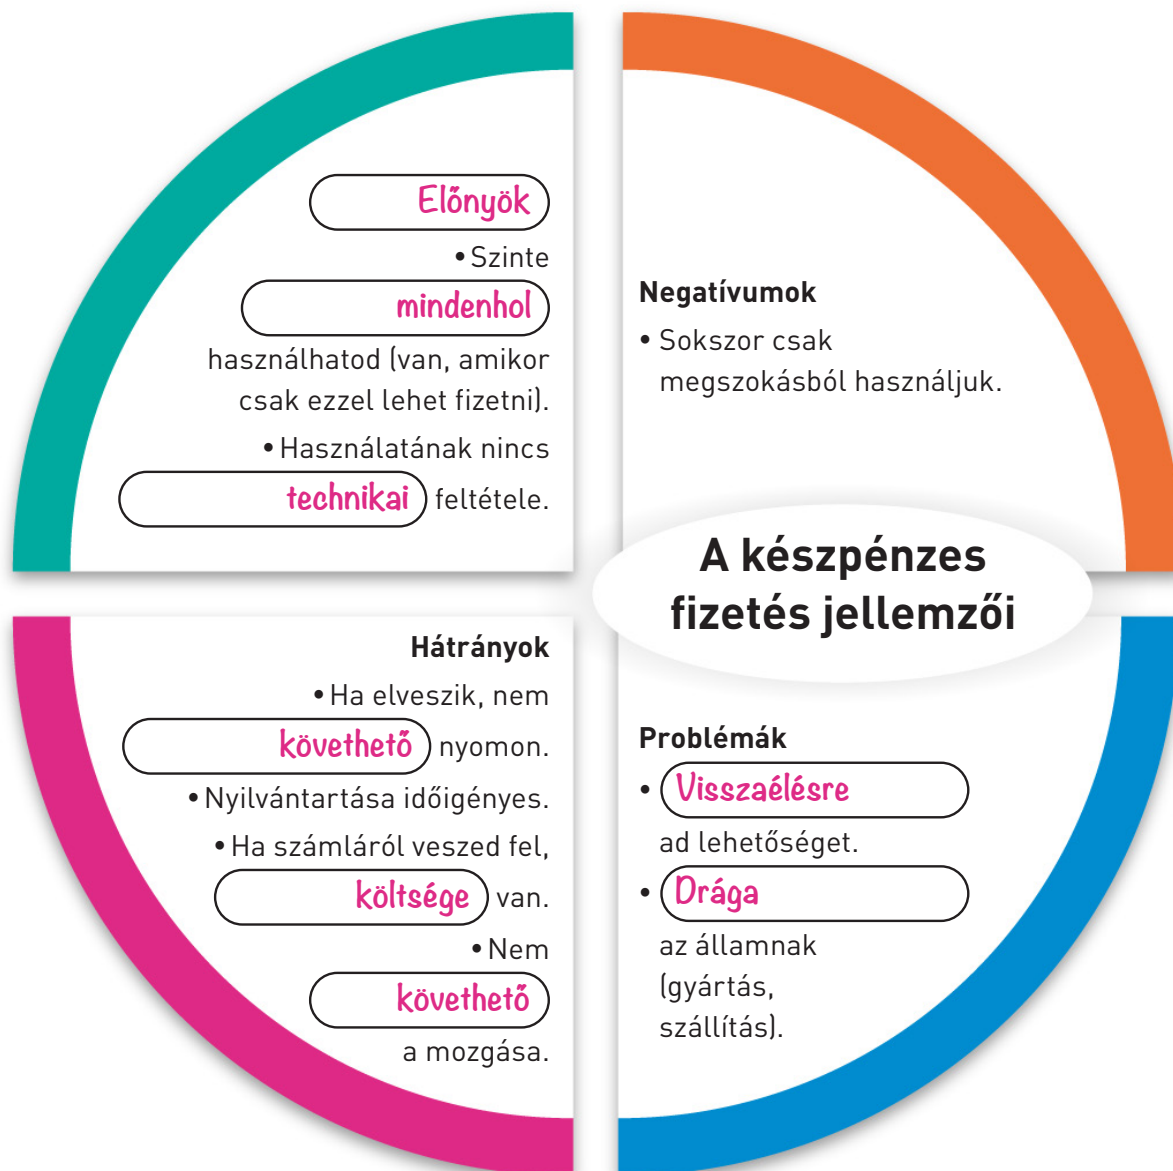 Előnyök
• Szinte
mindenhol
használhatod (van, amikor
csak ezzel lehet fizetni).
• Használatának nincs
technikai feltétele.
Negatívumok
• Sokszor csak
megszokásból használjuk.
A készpénzes
fizetés jellemzői
Hátrányok
• Ha elveszik, nem
követhető nyomon.
• Nyilvántartása időigényes.
• Ha számláról veszed fel,
költsége van.
• Nem
követhető
a mozgása.
Problémák
• Visszaélésre
ad lehetőséget.
• Drága
az államnak
(gyártás,
szállítás).